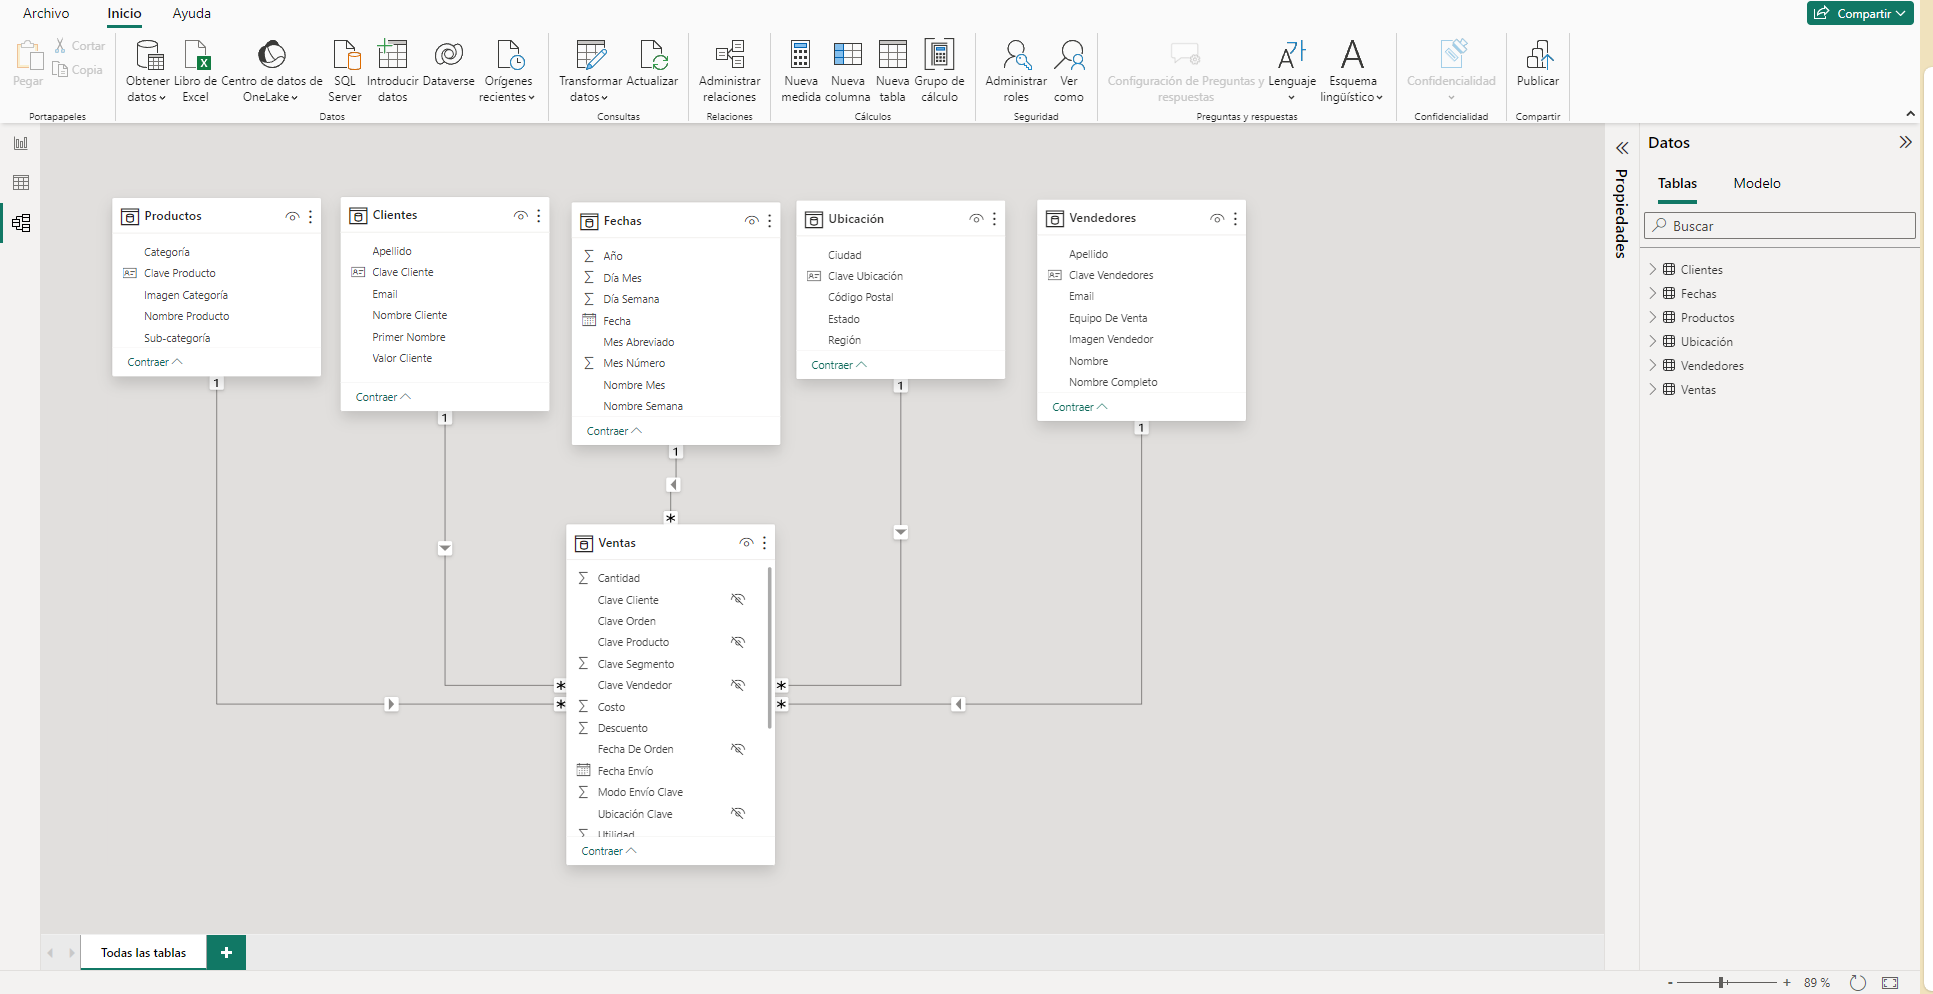 Archivo Inicio Ayuda
Compartir
Pegar
Cortar
Copia
Portapapeles
Obtener datos
Libro de Excel
Centro de datos de OneLake
SQL Server
Introducir datos
Dataverse
Orígenes recientes
Datos
Transformar datos
Actualizar
Consultas
Administrar relaciones
Relaciones
Nueva medida
Nueva columna
Nueva tabla
Grupo de cálculo
Cálculos
Administrar roles
Ver como
Seguridad
Configuración de Preguntas y respuestas
Lenguaje
Esquema lingüístico
Preguntas y respuestas
Confidencialidad
Confidencialidad
Publicar
Compartir
Productos
Categoría
Clave Producto
Imagen Categoría
Nombre Producto
Sub-categoría
Contraer
1
Clientes
Apellido
Clave Cliente
Email
Nombre Cliente
Primer Nombre
Valor Cliente
Contraer
1
Fechas
Σ Año
Σ Día Mes
Σ Día Semana
Fecha
Mes Abreviado
Σ Mes Número
Nombre Mes
Nombre Semana
Contraer
1
*
Ubicación
Ciudad
Clave Ubicación
Código Postal
Estado
Región
Contraer
1
Vendedores
Apellido
Clave Vendedores
Email
Equipo De Venta
Imagen Vendedor
Nombre
Nombre Completo
Contraer
1
Ventas
Σ Cantidad
Clave Cliente
Clave Orden
Clave Producto
Σ Clave Segmento
Clave Vendedor
Σ Costo
Σ Descuento
Fecha De Orden
Fecha Envío
Σ Modo Envío Clave
Ubicación Clave
Σ Utilidad
Contraer
* *
* *
Propiedades
Datos
Tablas Modelo
Buscar
Clientes
Fechas
Productos
Ubicación
Vendedores
Ventas
Todas las tablas +
- + 89 %